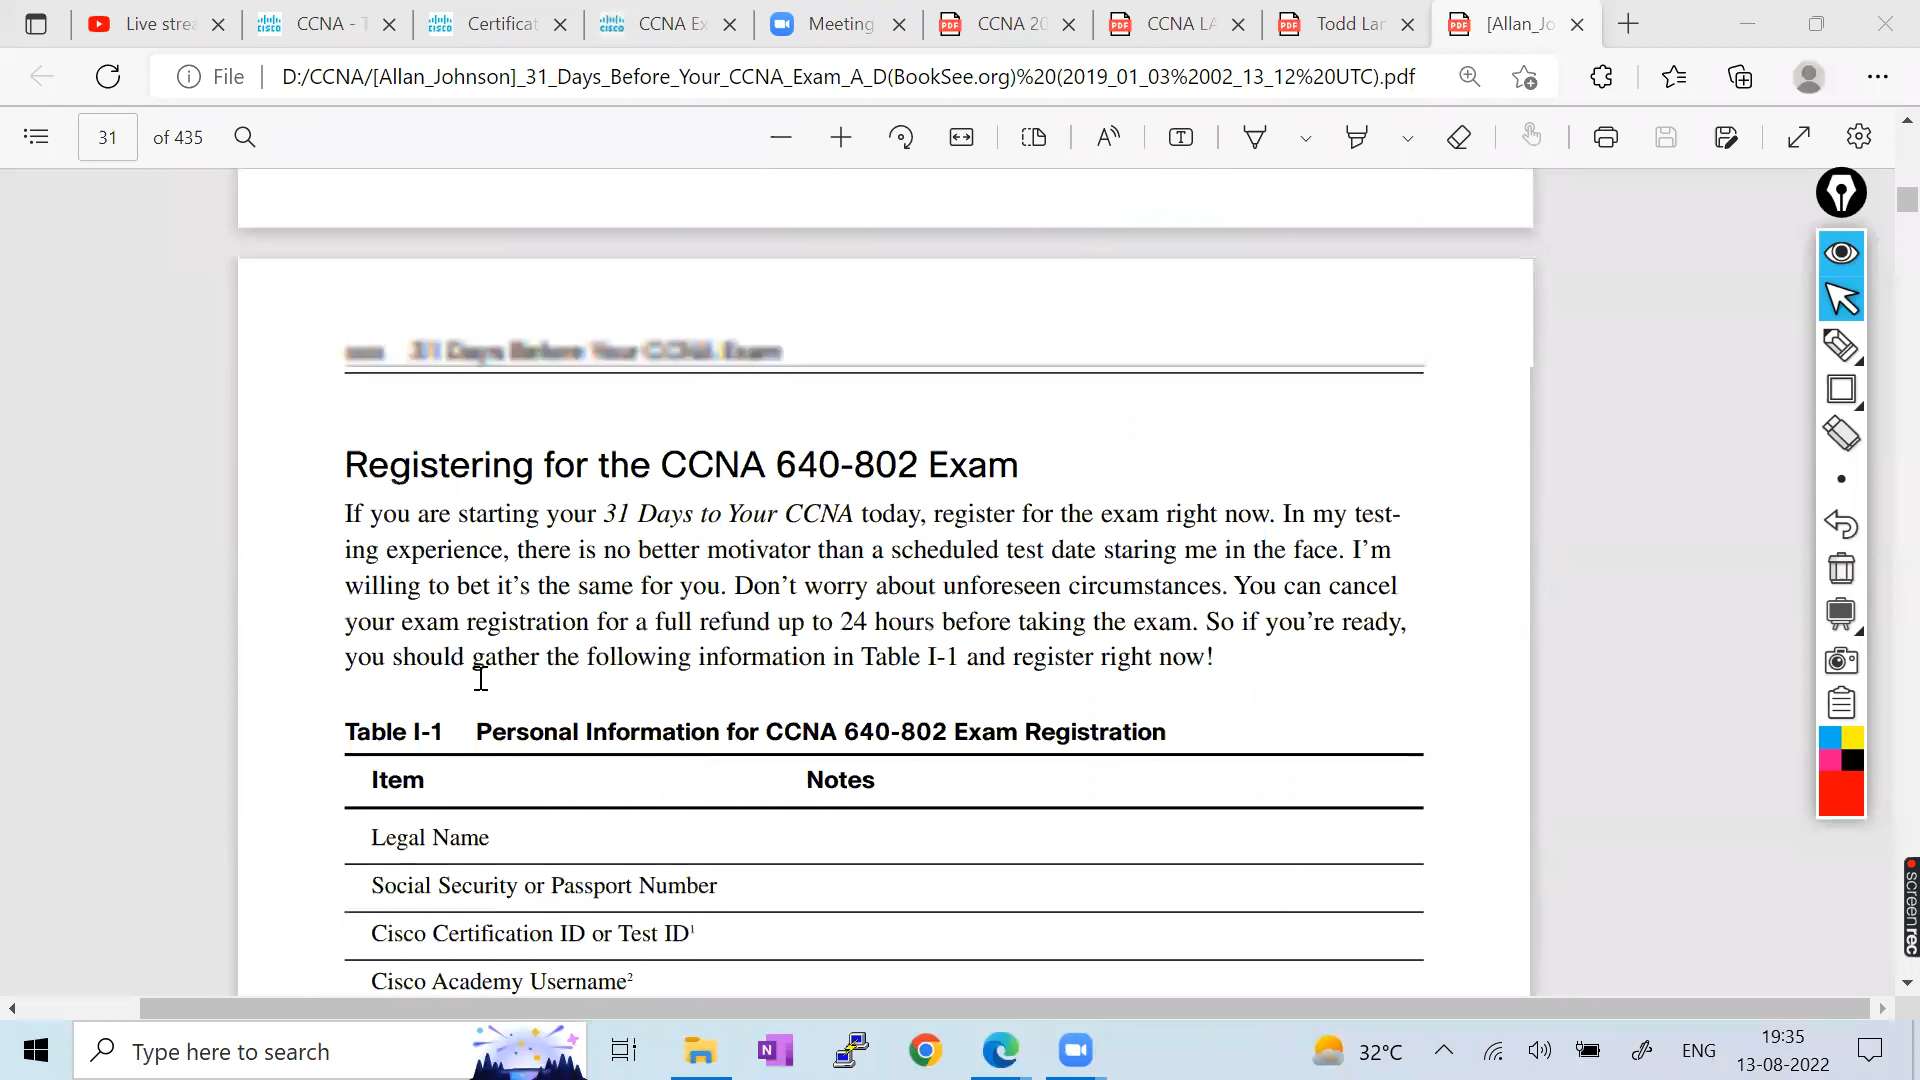 Live stre
CCNA - T
Certificat
CCNA Ex
Meeting
CCNA 20
CCNA LA
Todd Lar
[Allan_Jo
File
D:/CCNA/[Allan_Johnson]_31_Days_Before_Your_CCNA_Exam_A_D(BookSee.org)%20(2019_01_03%2002_13_12%20UTC).pdf
31 of 435
31 Days Before Your CCNA Exam
Registering for the CCNA 640-802 Exam
If you are starting your 31 Days to Your CCNA today, register for the exam right now. In my test-
ing experience, there is no better motivator than a scheduled test date staring me in the face. I'm
willing to bet it's the same for you. Don't worry about unforeseen circumstances. You can cancel
your exam registration for a full refund up to 24 hours before taking the exam. So if you're ready,
you should gather the following information in Table I-1 and register right now!
Table I-1 Personal Information for CCNA 640-802 Exam Registration
Item Notes
Legal Name
Social Security or Passport Number
Cisco Certification ID or Test ID1
Cisco Academy Username2
screenrec
Type here to search
32°C
ENG
19:35
13-08-2022